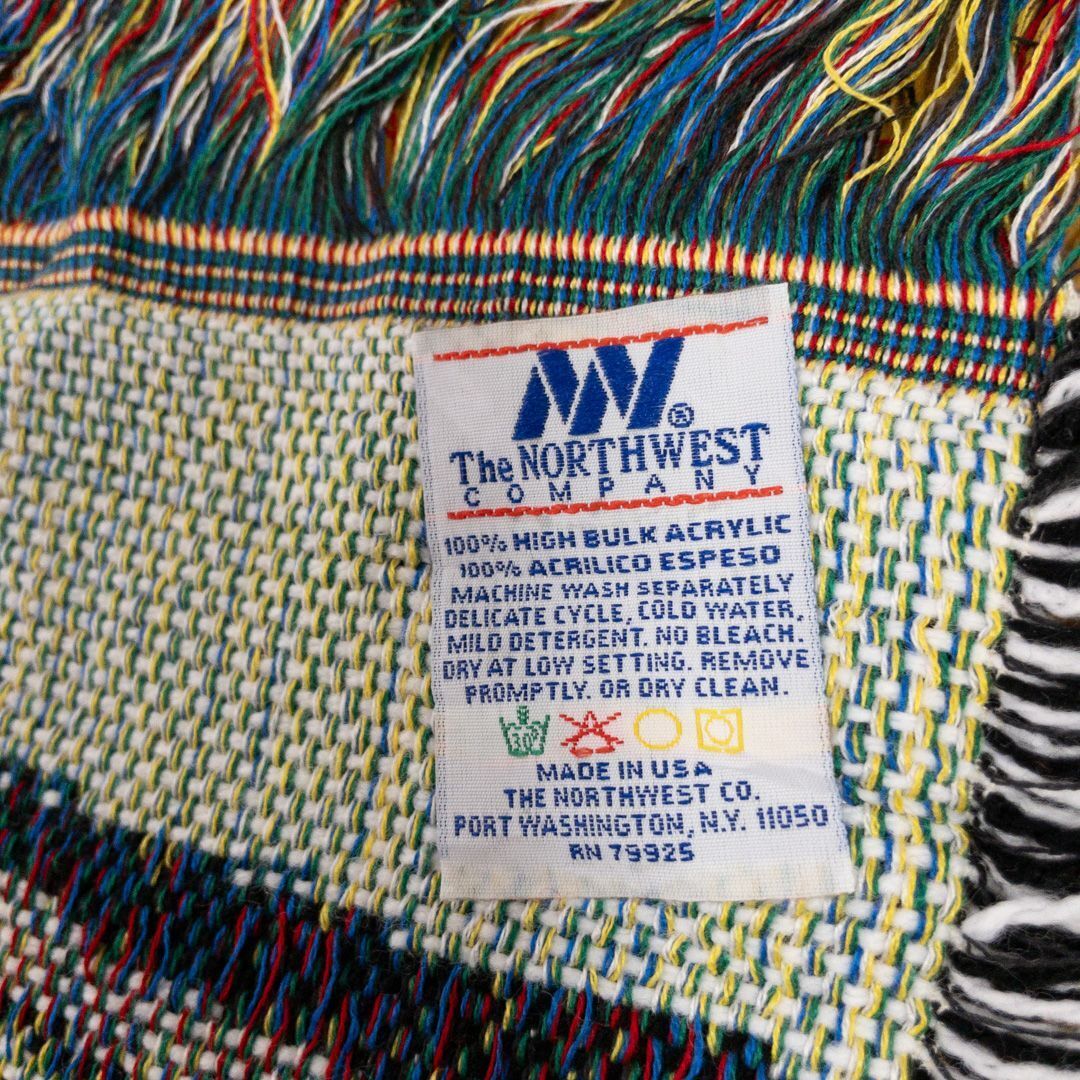 NW®
The NORTHWEST
COMPANY
100% HIGH BULK ACRYLIC
100% ACRILICO ESPESO
MACHINE WASH SEPARATELY
DELICATE CYCLE, COLD WATER,
MILD DETERGENT. NO BLEACH.
DRY AT LOW SETTING. REMOVE
PROMPTLY. OR DRY CLEAN.
MADE IN USA
THE NORTHWEST CO.
PORT WASHINGTON, N.Y. 11050
RN 79925